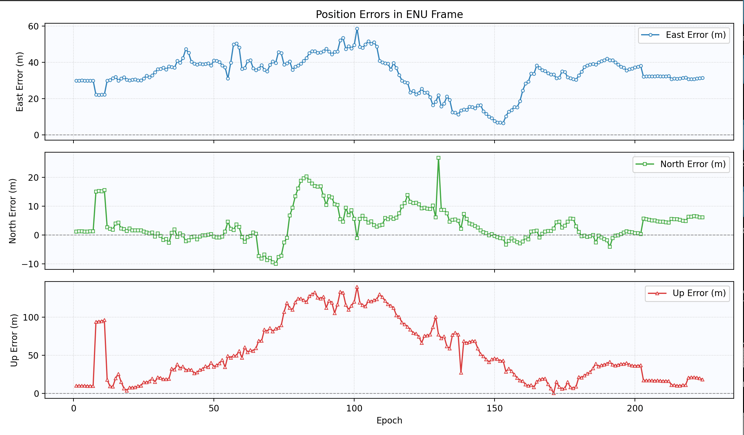 Position Errors in ENU Frame
60
40
20
0
East Error (m)
East Error (m)
20
10
0
−10
North Error (m)
North Error (m)
100
50
0
Up Error (m)
Up Error (m)
0
50
100
150
200
Epoch